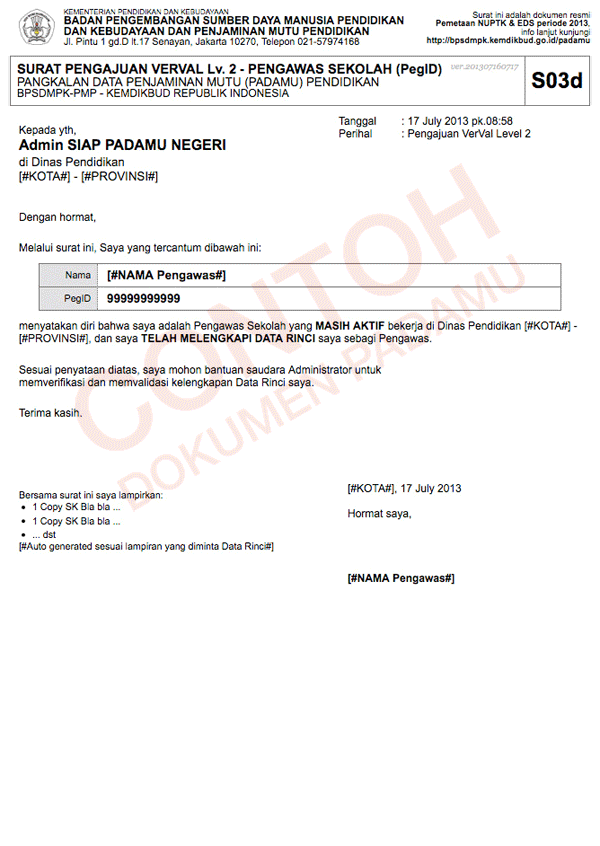 KEMENTERIAN PENDIDIKAN DAN KEBUDAYAAN
BADAN PENGEMBANGAN SUMBER DAYA MANUSIA PENDIDIKAN
DAN KEBUDAYAAN DAN PENJAMINAN MUTU PENDIDIKAN
Jl. Pintu 1 gd.D lt.17 Senayan, Jakarta 10270, Telepon 021-57974168
Surat ini adalah dokumen resmi
Pemetaan NUPTK & EDS periode 2013,
info lanjut kunjungi
http://bpsdmpk.kemdikbud.go.id/padamu
SURAT PENGAJUAN VERVAL Lv. 2 - PENGAWAS SEKOLAH (PegID) ver.201307160717
PANGKALAN DATA PENJAMINAN MUTU (PADAMU) PENDIDIKAN
BPSDMPK-PMP - KEMDIKBUD REPUBLIK INDONESIA
S03d
Tanggal : 17 July 2013 pk.08:58
Perihal : Pengajuan VerVal Level 2
Kepada yth,
Admin SIAP PADAMU NEGERI
di Dinas Pendidikan
[#KOTA#] - [#PROVINSI#]
Dengan hormat,
Melalui surat ini, Saya yang tercantum dibawah ini:
Nama [#NAMA Pengawas#]
PegID 99999999999
menyatakan diri bahwa saya adalah Pengawas Sekolah yang MASIH AKTIF bekerja di Dinas Pendidikan [#KOTA#] -
[#PROVINSI#], dan saya TELAH MELENGKAPI DATA RINCI saya sebagi Pengawas.
Sesuai penyataan diatas, saya mohon bantuan saudara Administrator untuk
memverifikasi dan memvalidasi kelengkapan Data Rinci saya.
Terima kasih.
CONTOH
DOKUMEN PADAMU
Bersama surat ini saya lampirkan:
• 1 Copy SK Bla bla ...
• 1 Copy SK Bla bla ...
• ... dst
[#Auto generated sesuai lampiran yang diminta Data Rinci#]
[#KOTA#], 17 July 2013
Hormat saya,
[#NAMA Pengawas#]